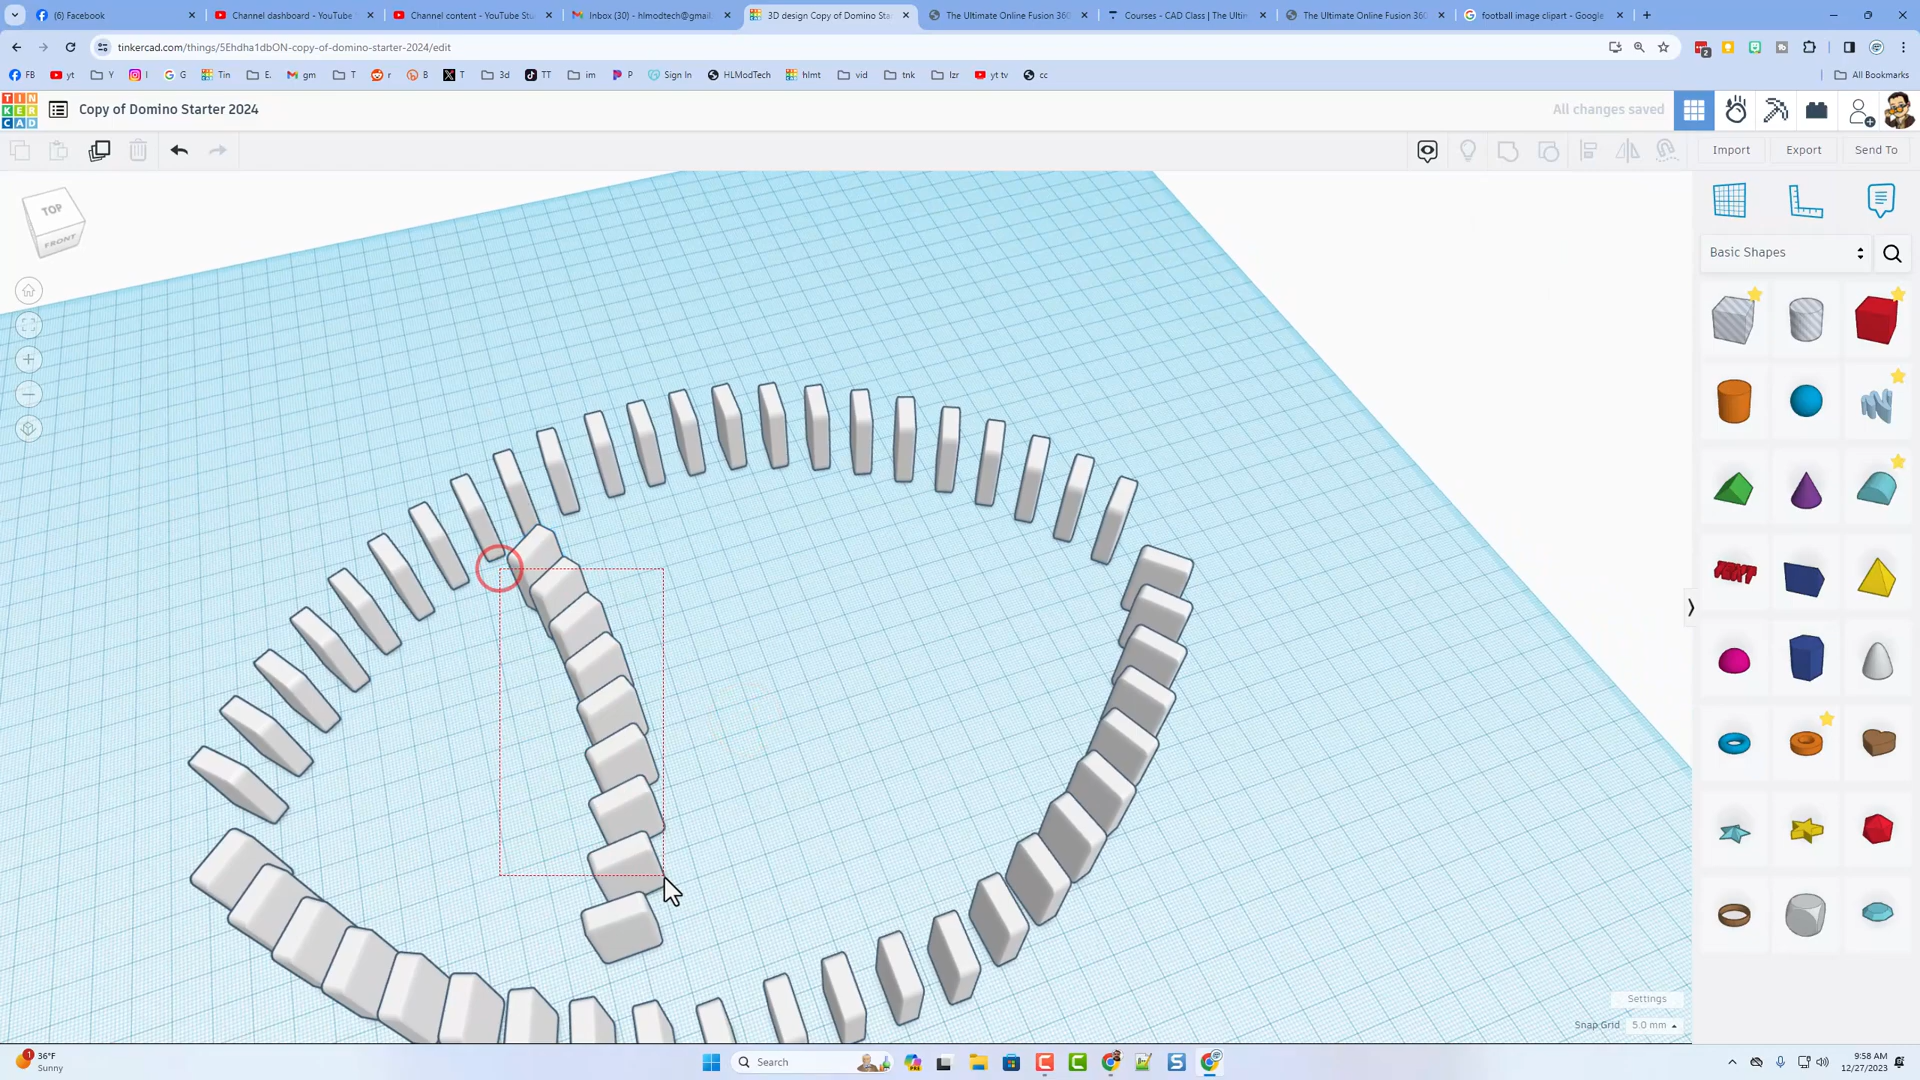 (6) Facebook
Channel dashboard - YouTube S
Channel content - YouTube Stu
Inbox (30) - hlmodtech@gmail
3D design Copy of Domino Star
The Ultimate Online Fusion 360
Courses - CAD Class | The Ultim
The Ultimate Online Fusion 360
football image clipart - Google
tinkercad.com/things/5Ehdha1dbON-copy-of-domino-starter-2024/edit
FB yt Y I G Tin E. gm T r B T 3d TT im P Sign In HLModTech hlmt vid tnk lzr yt tv cc All Bookmarks
TIN
KER
CAD
Copy of Domino Starter 2024
All changes saved
Import Export Send To
TOP
FRONT
Basic Shapes
TEXT
Settings
Snap Grid 5.0 mm
36°F
Sunny
Search
9:58 AM
12/27/2023